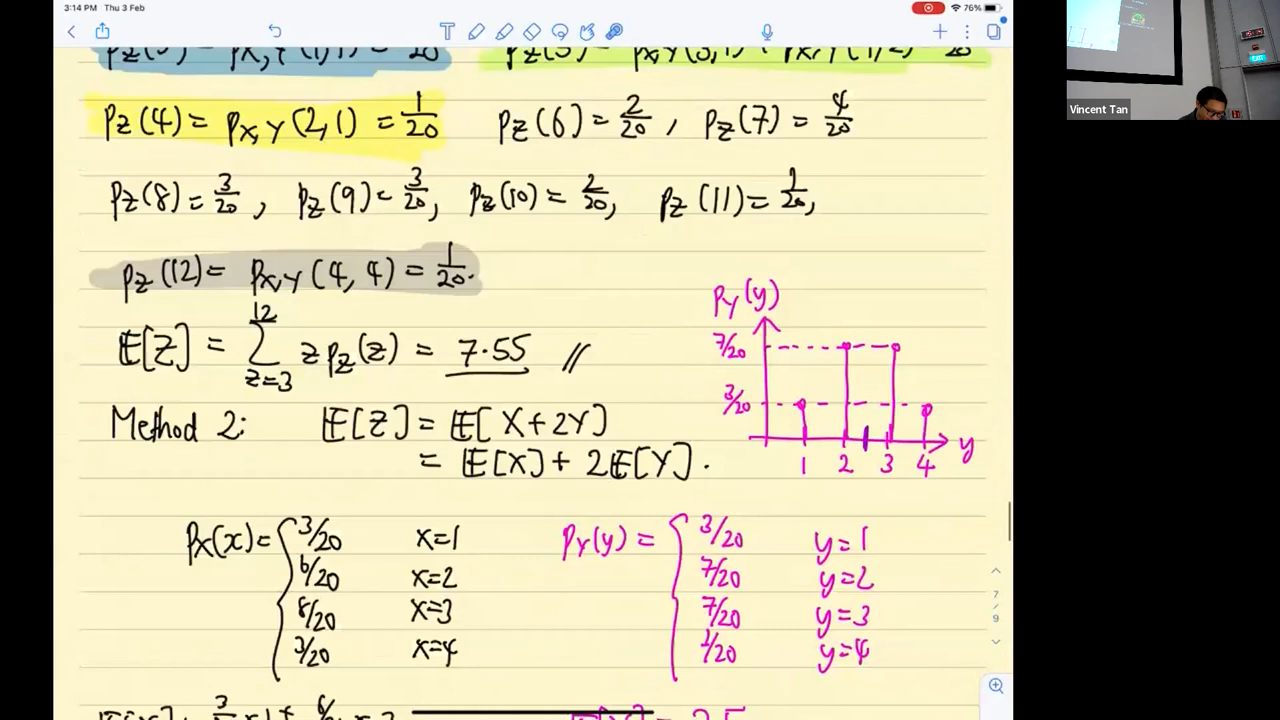 3:14 PM Thu 3 Feb
76%
Vincent Tan
pZ(4) = pX,Y(2,1) = 1/20 pZ(6) = 2/20, pZ(7) = 4/20
pZ(8) = 3/20, pZ(9) = 3/20, pZ(10) = 2/20, pZ(11) = 1/20,
pZ(12) = pX,Y(4,4) = 1/20.
E[Z] = ∑_{z=3}^{12} z pZ(z) = 7.55 //
PY(y)
7/20
3/20
1 2 3 4 y
Method 2: E[Z] = E[X+2Y]
= E[X] + 2E[Y].
PX(x) = { 3/20 x=1 PY(y) = { 3/20 y=1
6/20 x=2 7/20 y=2
8/20 x=3 7/20 y=3
3/20 x=4 y=4
7 / 9